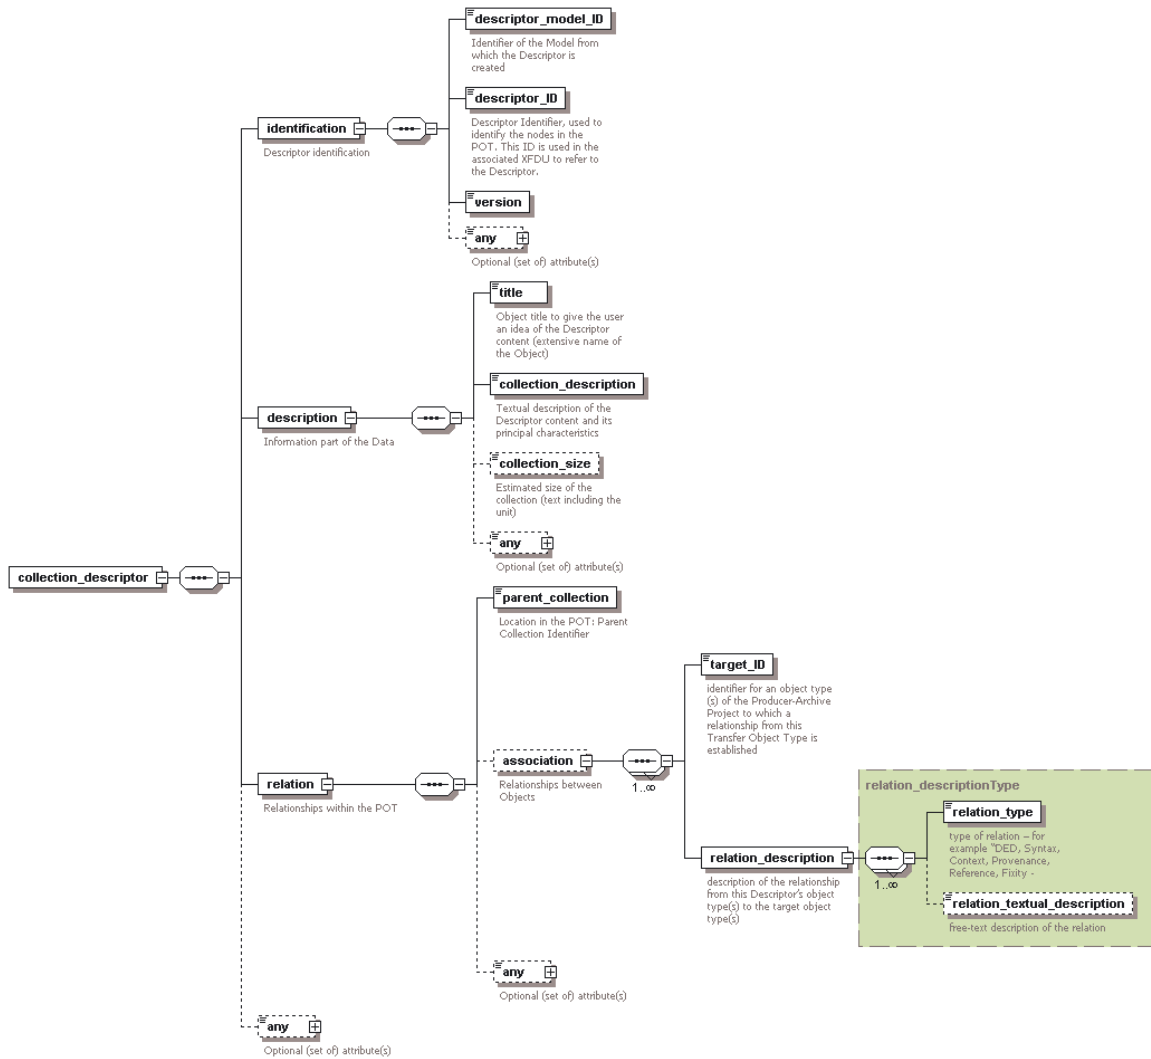 descriptor_model_ID
Identifier of the Model from
which the Descriptor is
created
descriptor_ID
Descriptor Identifier, used to
identify the nodes in the
POT. This ID is used in the
associated XFDU to refer to
the Descriptor.
identification
Descriptor identification
version
any
Optional (set of) attribute(s)
title
Object title to give the user
an idea of the Descriptor
content (extensive name of
the Object)
collection_description
Textual description of the
Descriptor content and its
principal characteristics
description
Information part of the Data
collection_size
Estimated size of the
collection (text including the
unit)
any
Optional (set of) attribute(s)
collection_descriptor
parent_collection
Location in the POT: Parent
Collection Identifier
target_ID
identifier for an object type
(s) of the Producer-Archive
Project to which a
relationship from this
Transfer Object Type is
established
association
Relationships between
Objects
1..∞
relation
Relationships within the POT
relation_descriptionType
relation_type
type of relation – for
example "DED, Syntax,
Context, Provenance,
Reference, Fixity -
relation_description
description of the relationship
from this Descriptor's object
type(s) to the target object
type(s)
1..∞
relation_textual_description
free-text description of the relation
any
Optional (set of) attribute(s)
any
Optional (set of) attribute(s)